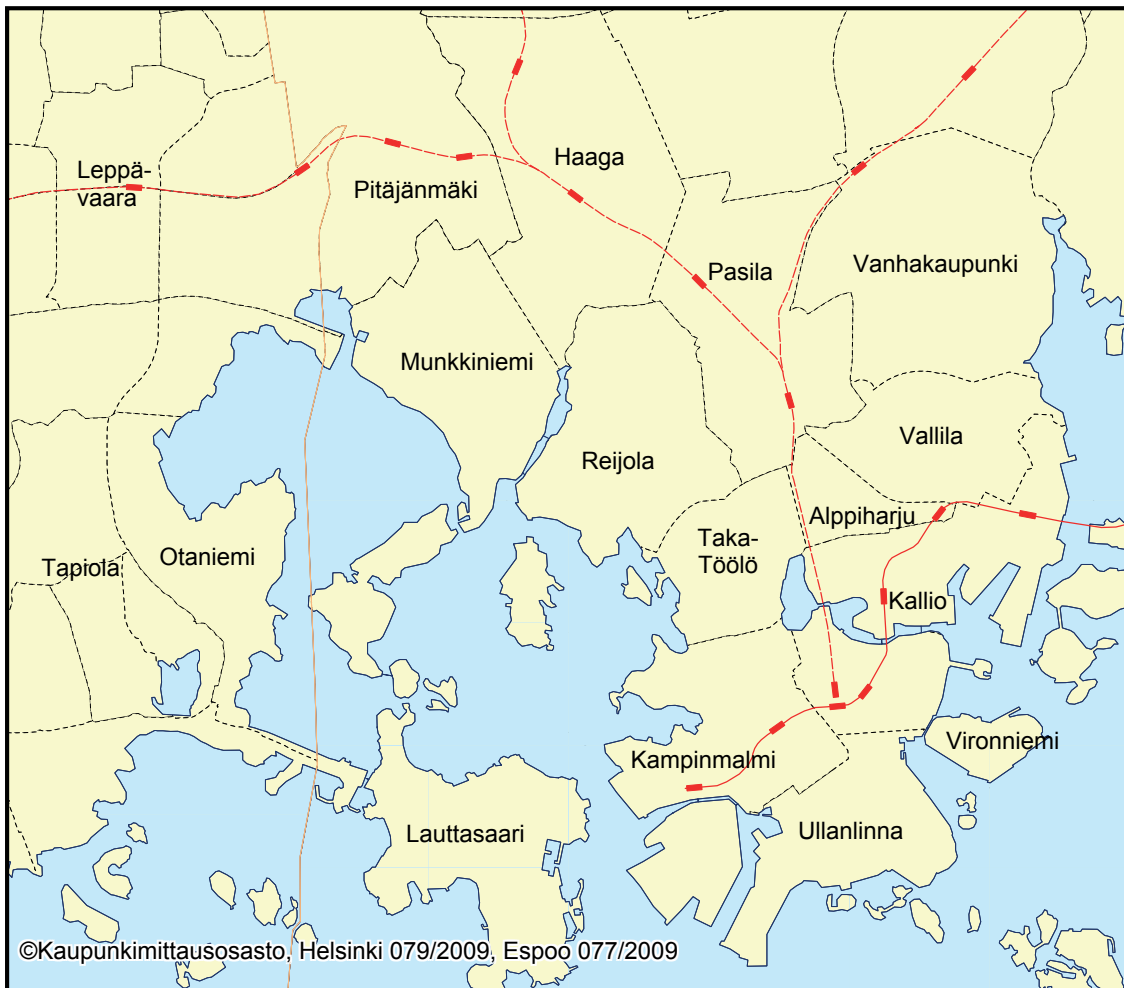 Leppä-
vaara
Haaga
Pitäjänmäki
Pasila
Vanhakaupunki
Munkkiniemi
Vallila
Reijola
Alppiharju
Taka-
Töölö
Otaniemi
Tapiola
Kallio
Vironniemi
Kampinmalmi
Lauttasaari
Ullanlinna
©Kaupunkimittausosasto, Helsinki 079/2009, Espoo 077/2009